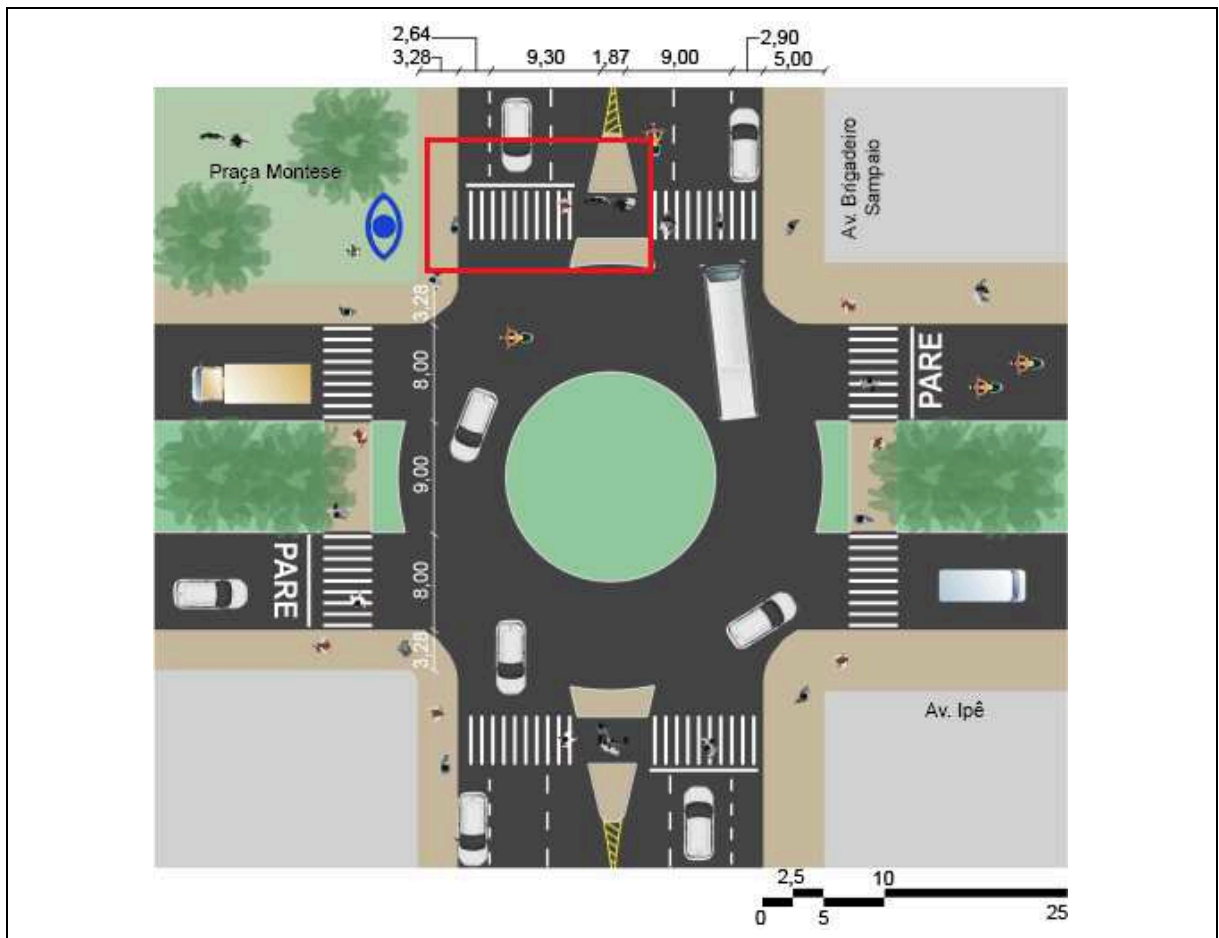 2,64
2,90
3,28
9,30
1,87
9,00
5,00
Praça Montese
Av. Brigadeiro
Sampaio
3,28
8,00
PARE
9,00
PARE
8,00
3,28
Av. Ipê
2,5
10
0
5
25